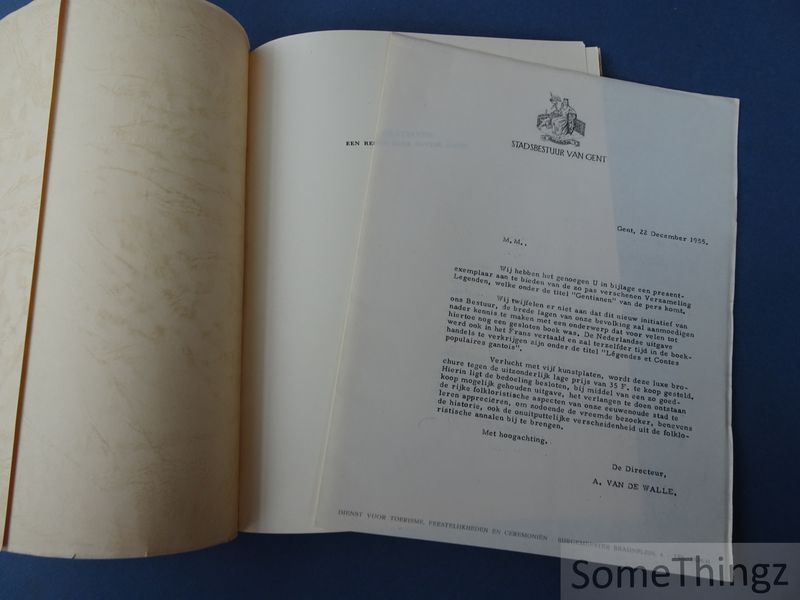 EEN RE
STADSBESTUUR VAN GENT
Gent, 22 December 1955.
M.M.,
Wij hebben het genoegen U in bijlage een present-
exemplaar aan te bieden van de zo pas verschenen Verzameling
Legenden, welke onder de titel "Gentianen" van de pers komt.
Wij twijfelen er niet aan dat dit nieuw initiatief van
ons Bestuur, de brede lagen van onze bevolking zal aanmoedigen
nader kennis te maken met een onderwerp dat voor velen tot
hiertoe nog een gesloten boek was. De Nederlandse uitgave
werd ook in het Frans vertaald en zal terzelfder tijd in de boek-
handels te verkrijgen zijn onder de titel "Légendes et Contes
populaires gantois".
Verlucht met vijf kunstplaten, wordt deze luxe bro-
chure tegen de uitzonderlijk lage prijs van 35 F. te koop gesteld.
Hierin ligt de bedoeling besloten, bij middel van een zo goed-
koop mogelijk gehouden uitgave, het verlangen te doen ontstaan
de rijke folkloristische aspecten van onze eeuwenoude stad te
leren appreciëren, om zodoende de vreemde bezoeker, benevens
de historie, ook de onuitputtelijke verscheidenheid uit de folklo-
ristische annalen bij te brengen.
Met hoogachting.
De Directeur,
A. VAN DE WALLE.
DIENST VOOR TOERISME, FEESTELIJKHEDEN EN CEREMONIËN - BURGEMEESTER BRAUNPLEIN, 4
SomeThingz